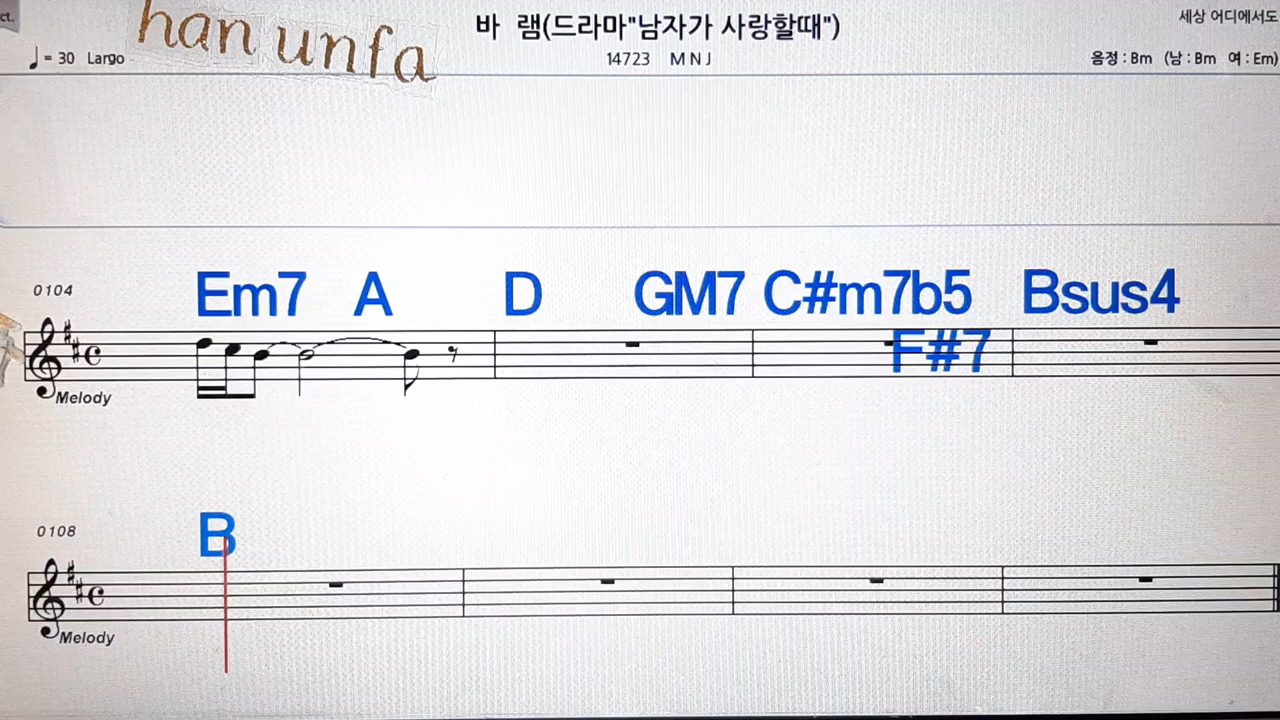 ct.
han unfa
바 램(드라마"남자가 사랑할때")
세상 어디에서도
♩= 30 Largo
14723 M N J
음정 : Bm (남 : Bm 여 : Em)
0104
Em7 A D GM7 C#m7b5 Bsus4
F#7
Melody
0108
B
Melody